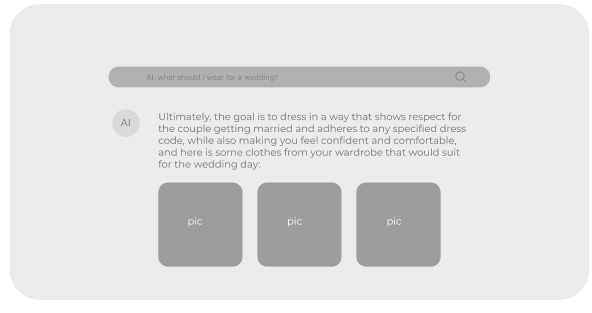 AI, what should I wear for a wedding?
AI
Ultimately, the goal is to dress in a way that shows respect for
the couple getting married and adheres to any specified dress
code, while also making you feel confident and comfortable,
and here is some clothes from your wardrobe that would suit
for the wedding day:
pic
pic
pic